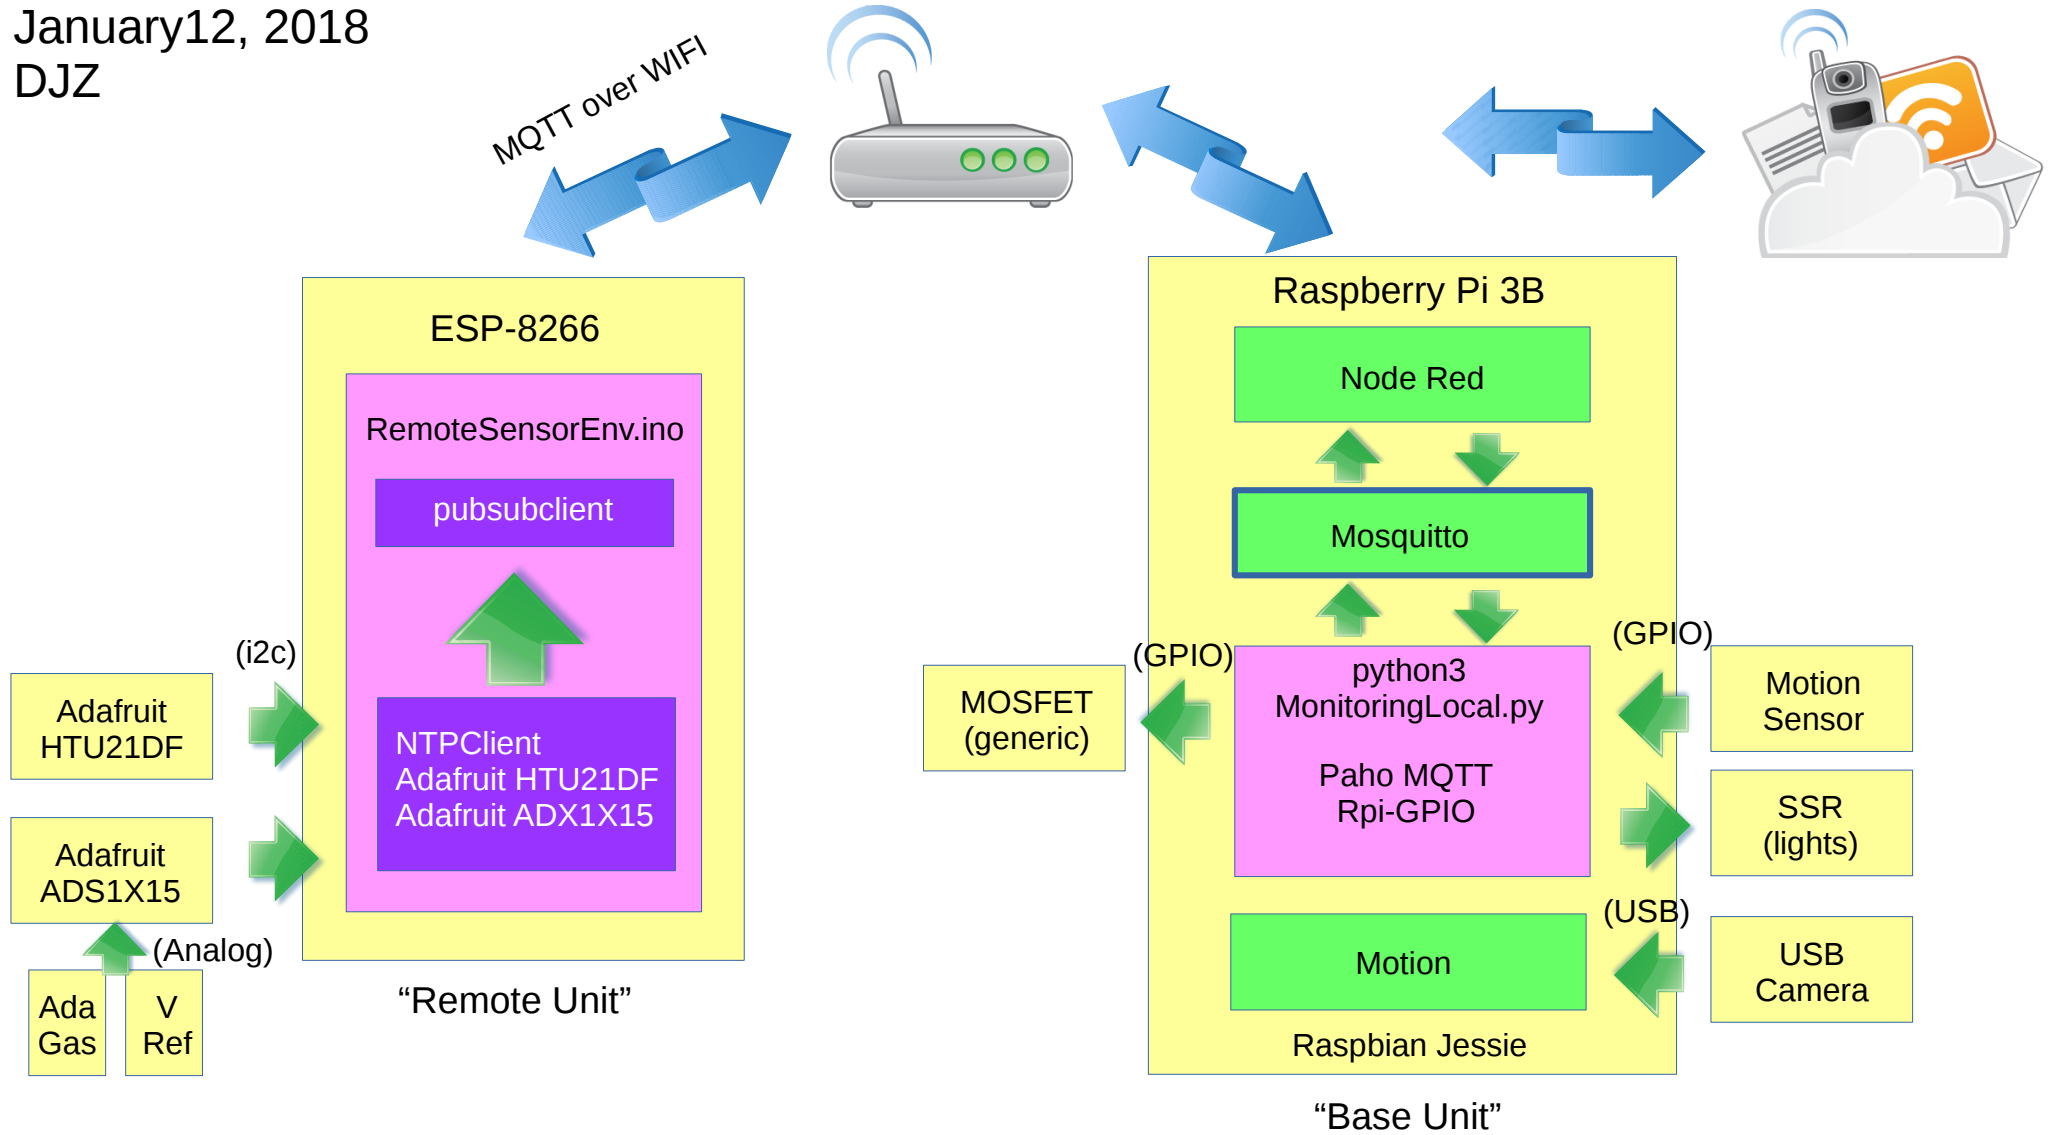 January12, 2018
DJZ
MQTT over WIFI
ESP-8266
RemoteSensorEnv.ino
pubsubclient
NTPClient
Adafruit HTU21DF
Adafruit ADX1X15
(i2c)
Adafruit
HTU21DF
Adafruit
ADS1X15
(Analog)
Ada
Gas
V
Ref
“Remote Unit”
Raspberry Pi 3B
Node Red
Mosquitto
(GPIO)
MOSFET
(generic)
python3
MonitoringLocal.py
Paho MQTT
Rpi-GPIO
(GPIO)
Motion
Sensor
SSR
(lights)
(USB)
USB
Camera
Motion
Raspbian Jessie
“Base Unit”